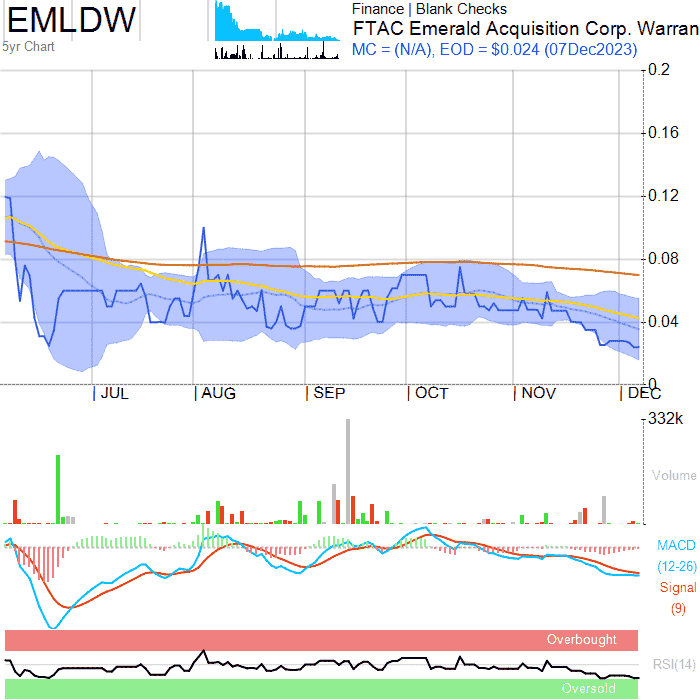 EMLDW
5yr Chart
Finance | Blank Checks
FTAC Emerald Acquisition Corp. Warran
MC = (N/A), EOD = $0.024 (07Dec2023)
0.2
0.16
0.12
0.08
0.04
0
JUL AUG SEP OCT NOV DEC
332k
Volume
MACD
(12-26)
Signal
(9)
Overbought
RSI(14)
Oversold